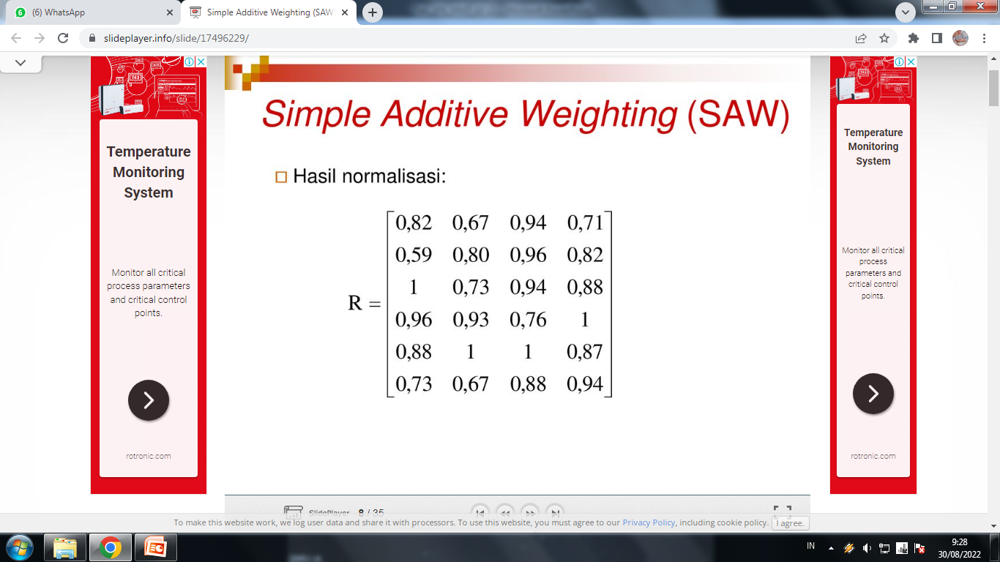 (6) WhatsApp
Simple Additive Weighting (SAW
slideplayer.info/slide/17496229/
Simple Additive Weighting (SAW)
Hasil normalisasi:
R =
0,82 0,67 0,94 0,71
0,59 0,80 0,96 0,82
1 0,73 0,94 0,88
0,96 0,93 0,76 1
0,88 1 1 0,87
0,73 0,67 0,88 0,94
Temperature
Monitoring
System
Monitor all critical
process parameters
and critical control
points.
rotronic.com
Temperature
Monitoring
System
Monitor all critical
process
parameters and
critical control
points.
rotronic.com
SlidePlayer 8 / 35
To make this website work, we log user data and share it with processors. To use this website, you must agree to our Privacy Policy, including cookie policy. I agree.
IN
9:28
30/08/2022